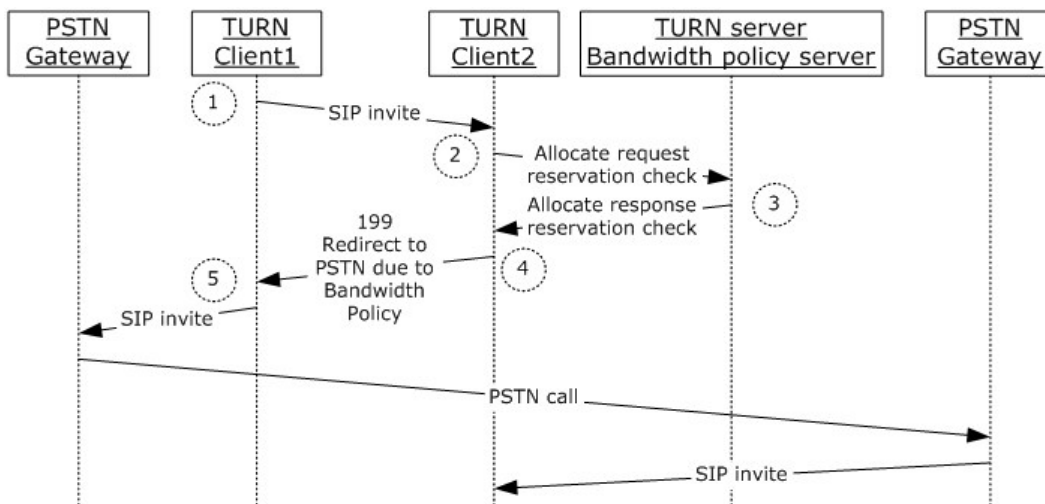 PSTN
Gateway
TURN
Client1
TURN
Client2
TURN server
Bandwidth policy server
PSTN
Gateway
1
SIP invite
2
Allocate request
reservation check
3
Allocate response
reservation check
199
Redirect to
PSTN due to
Bandwidth
Policy
4
5
SIP invite
PSTN call
SIP invite